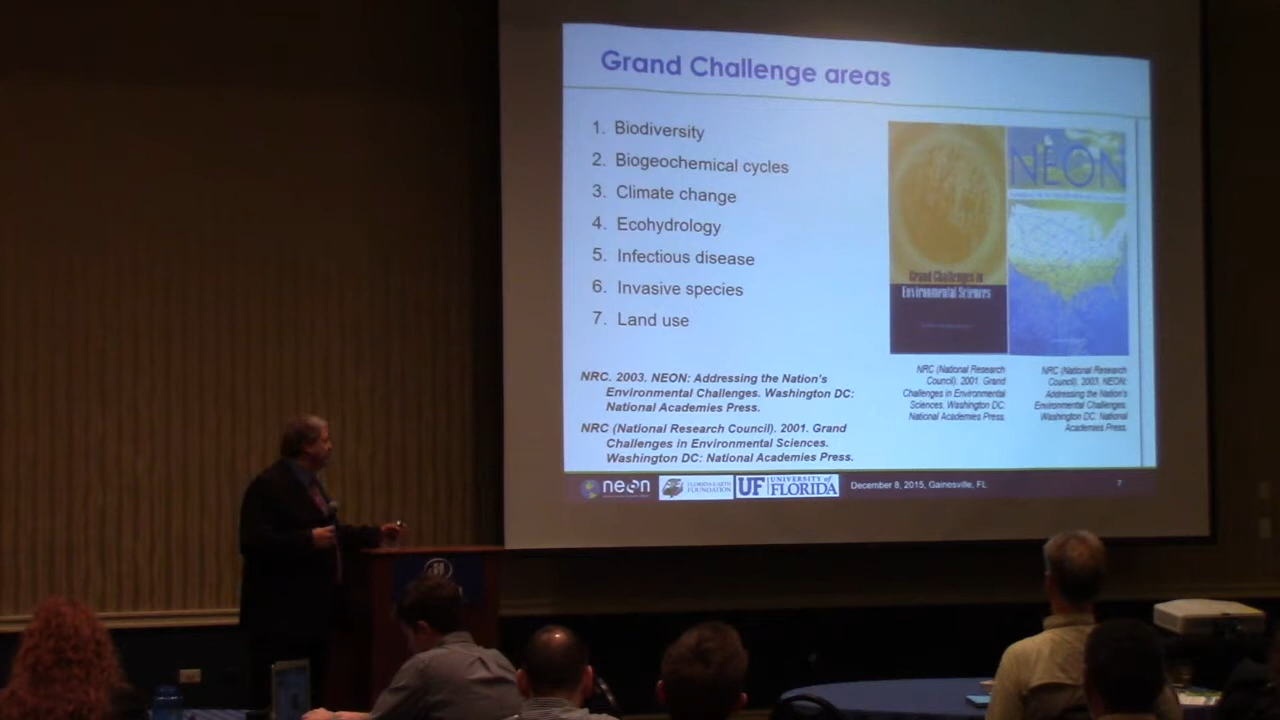 Grand Challenge areas
1. Biodiversity
2. Biogeochemical cycles
3. Climate change
4. Ecohydrology
5. Infectious disease
6. Invasive species
7. Land use
NRC. 2003. NEON: Addressing the Nation's
Environmental Challenges. Washington DC:
National Academies Press.
NRC (National Research Council). 2001. Grand
Challenges in Environmental Sciences.
Washington DC: National Academies Press.
Grand Challenges in
Environmental Sciences
NEON
NRC (National Research
Council). 2001. Grand
Challenges in Environmental
Sciences. Washington DC:
National Academies Press.
NRC (National Research
Council). 2003. NEON:
Addressing the Nation's
Environmental Challenges.
Washington DC: National
Academies Press.
neon
FLORIDA EARTH
FOUNDATION
UF UNIVERSITY of
FLORIDA
December 8, 2015, Gainesville, FL
7